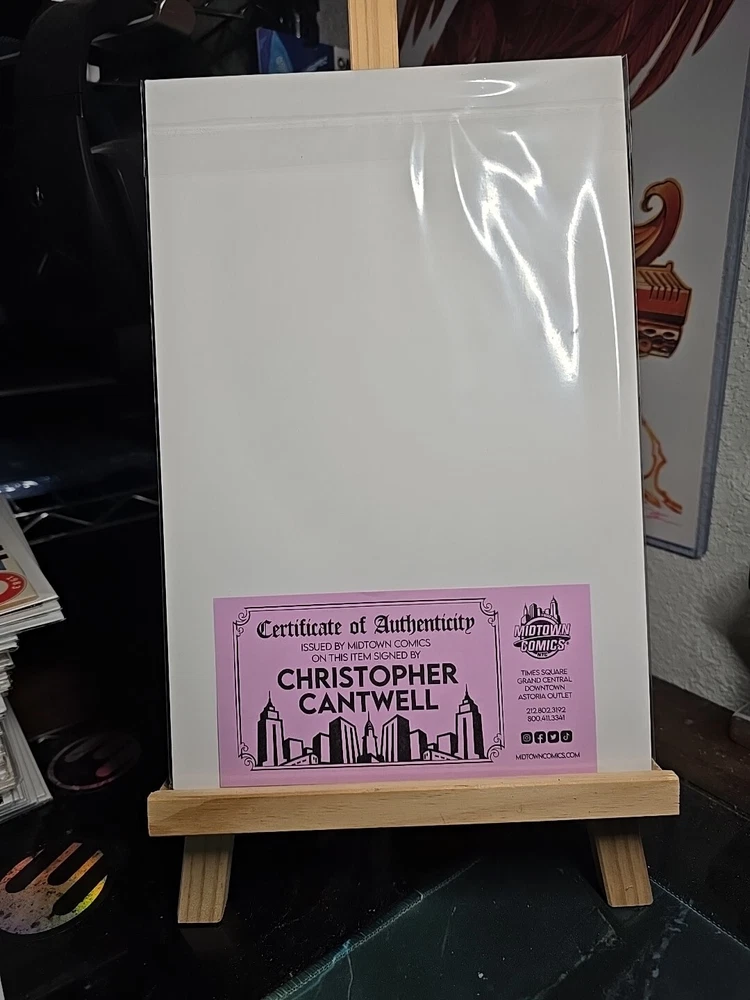 Certificate of Authenticity
ISSUED BY MIDTOWN COMICS
ON THIS ITEM SIGNED BY
CHRISTOPHER
CANTWELL
MIDTOWN
COMICS
TIMES SQUARE
GRAND CENTRAL
DOWNTOWN
ASTORIA OUTLET
212.802.3192
800.411.3341
MIDTOWNCOMICS.COM